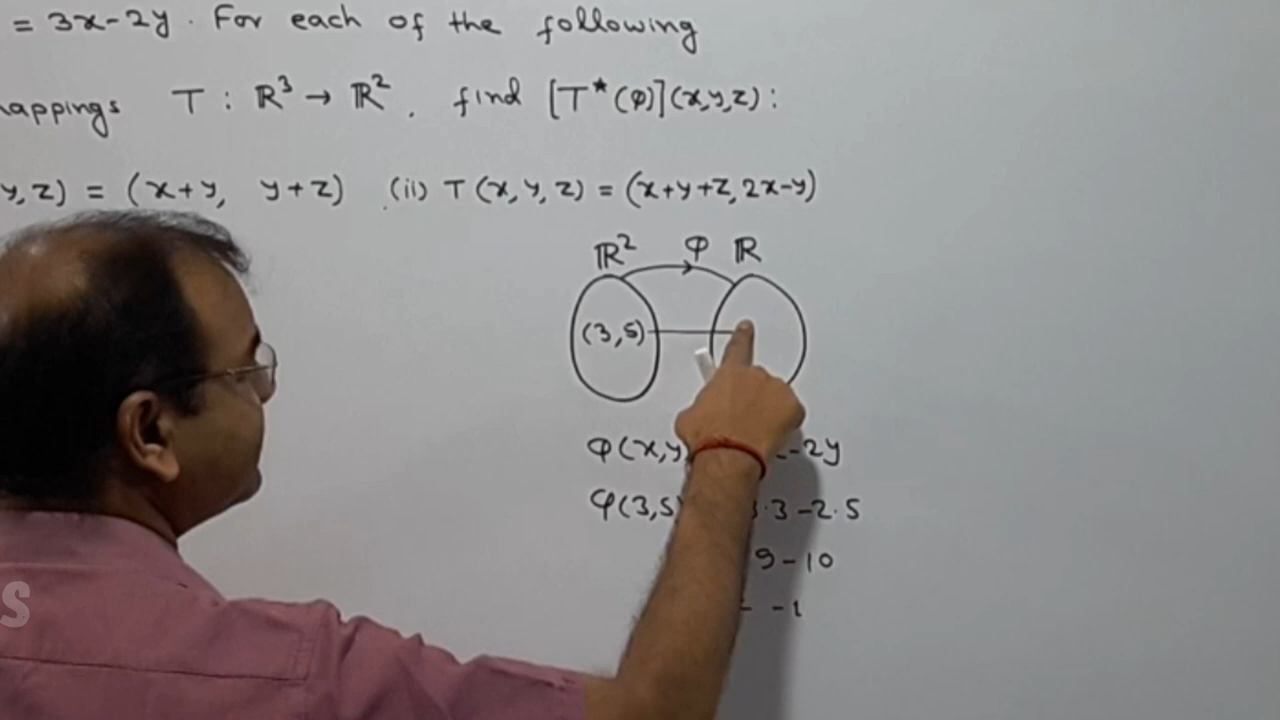 = 3x-2y. For each of the following
mappings T : ℝ³ → ℝ², find [T*(φ)](x,y,z) :
y,z) = (x+y, y+z) (ii) T(x,y,z) = (x+y+z, 2x-y)
ℝ² φ ℝ
(3,5)
φ(x,y -2y
φ(3,5) 3·3-2·5
9-10
-1
S